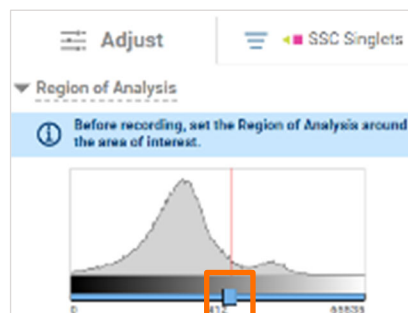 Adjust
SSC Singlets
Region of Analysis
Before recording, set the Region of Analysis around
the area of interest.
0 412 65535